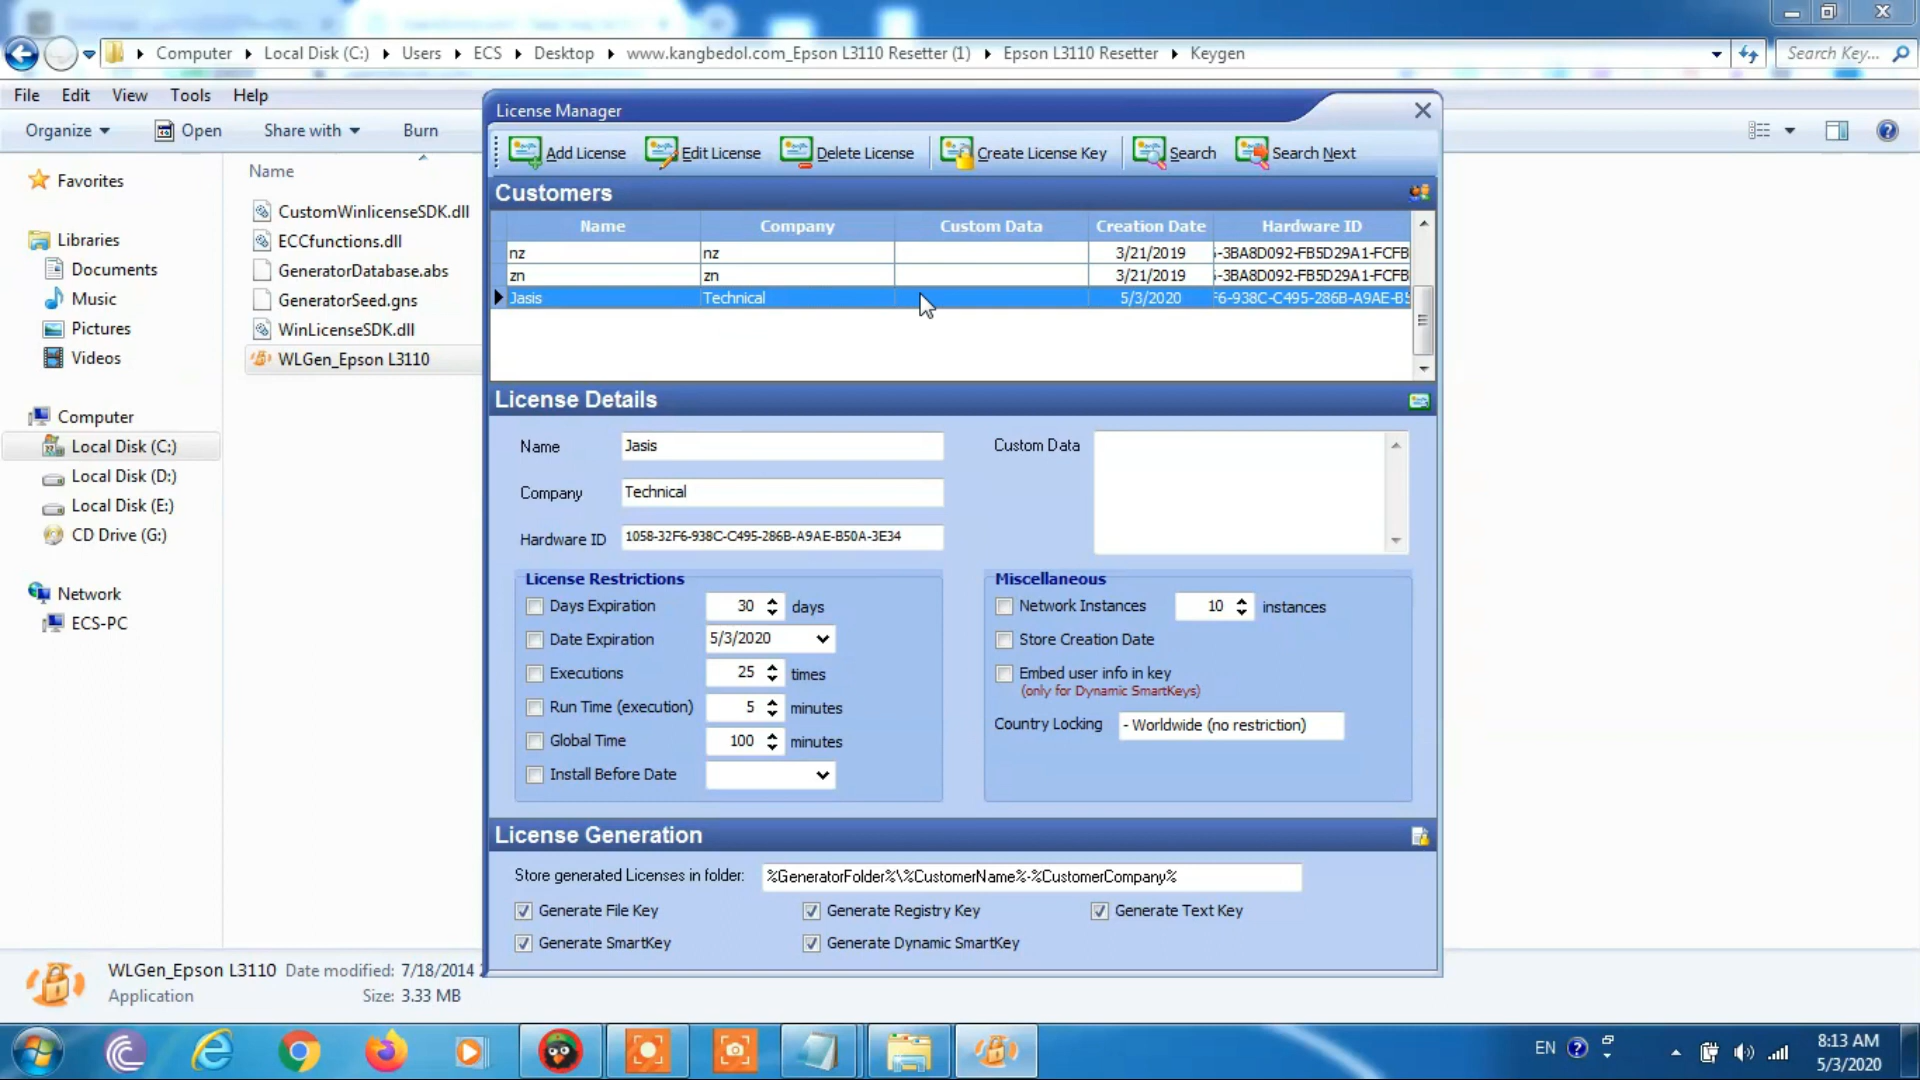 Computer Local Disk (C:) Users ECS Desktop www.kangbedol.com_Epson L3110 Resetter (1) Epson L3110 Resetter Keygen
Search Key...
File Edit View Tools Help
Organize Open Share with Burn
Favorites
Libraries
Documents
Music
Pictures
Videos
Computer
Local Disk (C:)
Local Disk (D:)
Local Disk (E:)
CD Drive (G:)
Network
ECS-PC
Name
CustomWinlicenseSDK.dll
ECCfunctions.dll
GeneratorDatabase.abs
GeneratorSeed.gns
WinLicenseSDK.dll
WLGen_Epson L3110
License Manager
Add License Edit License Delete License Create License Key Search Search Next
Customers
Name Company Custom Data Creation Date Hardware ID
nz nz 3/21/2019 -3BA8D092-FB5D29A1-FCFB
zn zn 3/21/2019 -3BA8D092-FB5D29A1-FCFB
Jasis Technical 5/3/2020 F6-938C-C495-286B-A9AE-B5
License Details
Name Jasis
Company Technical
Hardware ID 1058-32F6-938C-C495-286B-A9AE-B50A-3E34
Custom Data
License Restrictions
Days Expiration 30 days
Date Expiration 5/3/2020
Executions 25 times
Run Time (execution) 5 minutes
Global Time 100 minutes
Install Before Date
Miscellaneous
Network Instances 10 instances
Store Creation Date
Embed user info in key
(only for Dynamic SmartKeys)
Country Locking - Worldwide (no restriction)
License Generation
Store generated Licenses in folder: %GeneratorFolder%\%CustomerName%-%CustomerCompany%
Generate File Key Generate Registry Key Generate Text Key
Generate SmartKey Generate Dynamic SmartKey
WLGen_Epson L3110 Date modified: 7/18/2014
Application Size: 3.33 MB
EN
8:13 AM
5/3/2020